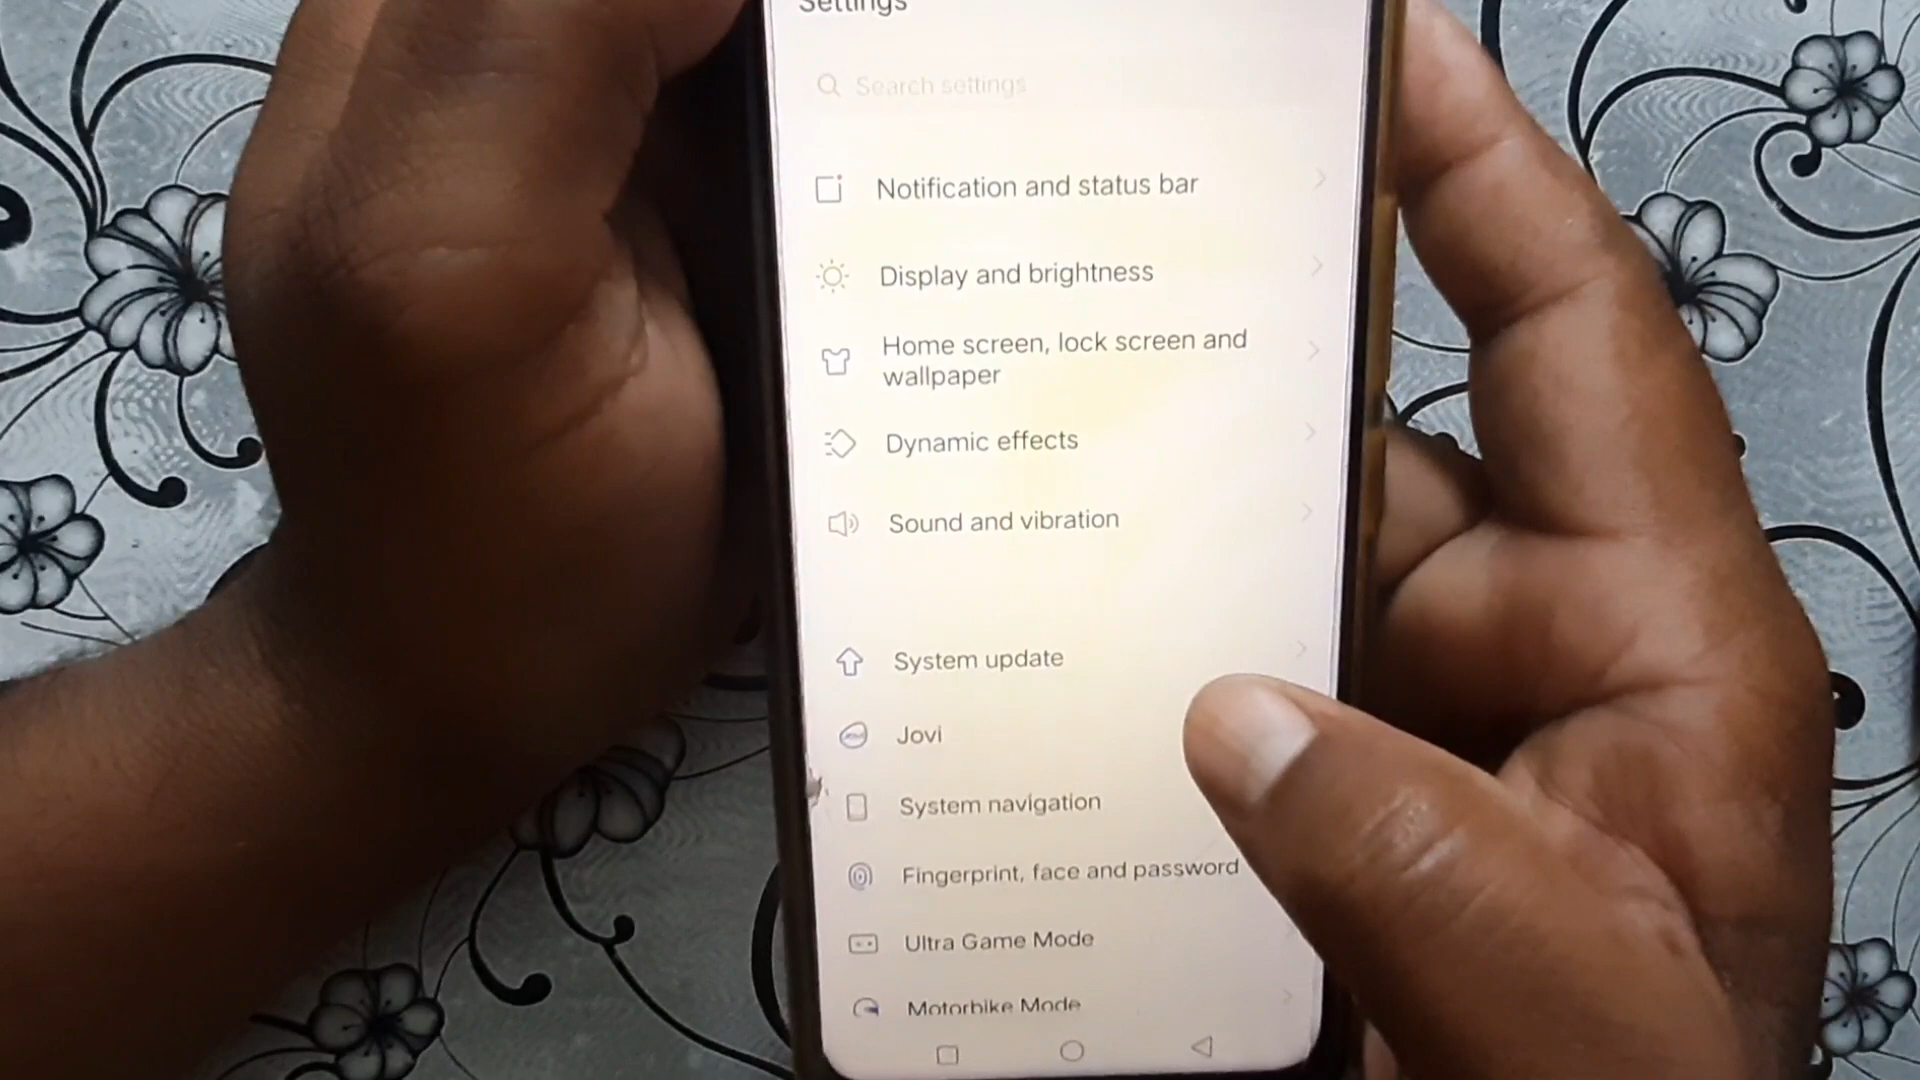 Settings
Search settings
Notification and status bar
Display and brightness
Home screen, lock screen and
wallpaper
Dynamic effects
Sound and vibration
System update
Jovi
System navigation
Fingerprint, face and password
Ultra Game Mode
Motorbike Mode